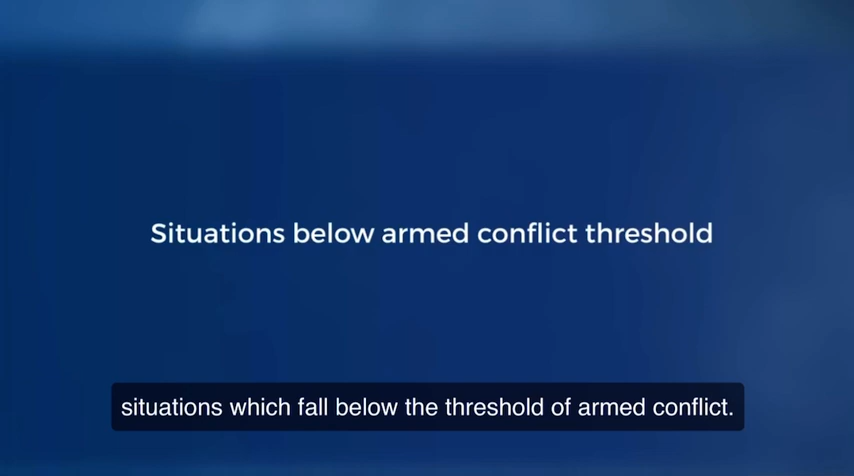 Situations below armed conflict threshold
situations which fall below the threshold of armed conflict.